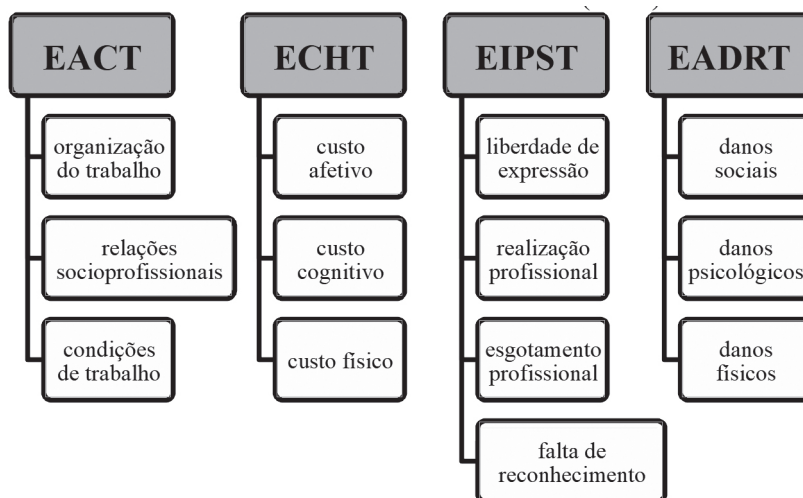 EACT
organização
do trabalho
relações
socioprofissionais
condições
de trabalho
ECHT
custo
afetivo
custo
cognitivo
custo físico
EIPST
liberdade de
expressão
realização
profissional
esgotamento
profissional
falta de
reconhecimento
EADRT
danos
sociais
danos
psicológicos
danos
físicos